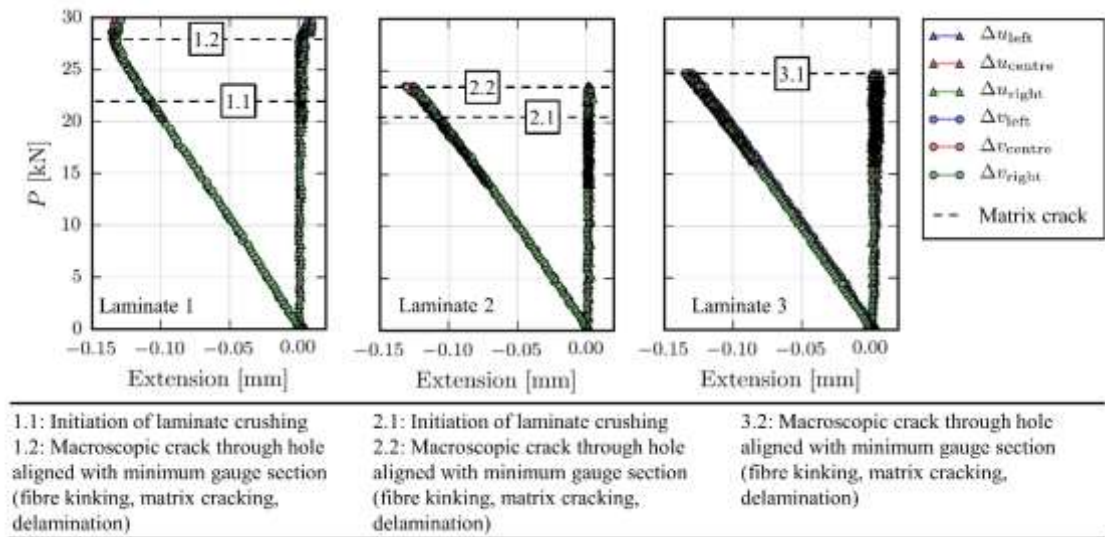 30
25
20
15
10
5
0
P [kN]
1.2
1.1
Laminate 1
−0.15 −0.10 −0.05 0.00
Extension [mm]
2.2
2.1
Laminate 2
−0.15 −0.10 −0.05 0.00
Extension [mm]
3.1
Laminate 3
−0.15 −0.10 −0.05 0.00
Extension [mm]
Δu_left
Δu_centre
Δu_right
Δv_left
Δv_centre
Δv_right
Matrix crack
1.1: Initiation of laminate crushing
1.2: Macroscopic crack through hole
aligned with minimum gauge section
(fibre kinking, matrix cracking,
delamination)
2.1: Initiation of laminate crushing
2.2: Macroscopic crack through hole
aligned with minimum gauge section
(fibre kinking, matrix cracking,
delamination)
3.2: Macroscopic crack through hole
aligned with minimum gauge section
(fibre kinking, matrix cracking,
delamination)